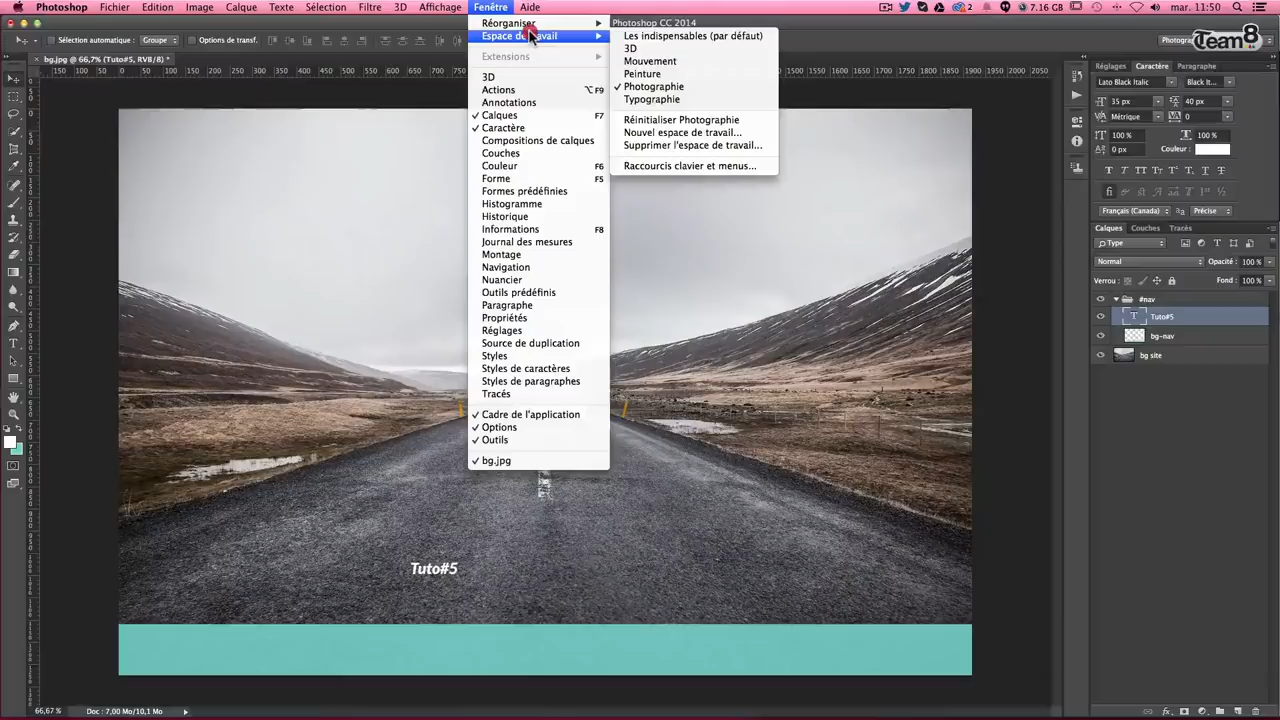 Photoshop Fichier Edition Image Calque Texte Sélection Filtre 3D Affichage Fenêtre Aide
2 7.16 GB mar. 11:50
Photoshop CC 2014
Sélection automatique : Groupe Options de transf.
Team8
bg.jpg @ 66,7% (Tuto#5, RVB/8) *
Réorganiser
Espace de travail
Extensions
3D
Actions ⌥F9
Annotations
✓ Calques F7
✓ Caractère
Compositions de calques
Couches
Couleur F6
Forme F5
Formes prédéfinies
Histogramme
Historique
Informations F8
Journal des mesures
Montage
Navigation
Nuancier
Outils prédéfinis
Paragraphe
Propriétés
Réglages
Source de duplication
Styles
Styles de caractères
Styles de paragraphes
Tracés
✓ Cadre de l'application
✓ Options
✓ Outils
✓ bg.jpg
Les indispensables (par défaut)
3D
Mouvement
Peinture
✓ Photographie
Typographie
Réinitialiser Photographie
Nouvel espace de travail...
Supprimer l'espace de travail...
Raccourcis clavier et menus...
Réglages Caractère Paragraphe
Lato Black Italic Black It...
35 px 40 px
Métrique 0
100 % 100 %
0 px Couleur :
Français (Canada) Précise
Calques Couches Tracés
Type
Normal Opacité : 100 %
Verrou : Fond : 100 %
#nav
Tuto#5
bg-nav
bg site
Tuto#5
66,67 % Doc : 7,00 Mo/10,1 Mo